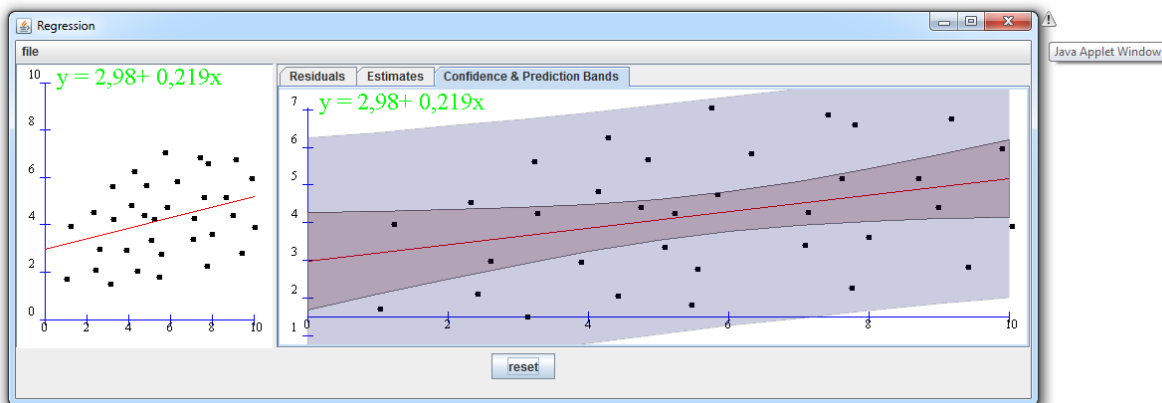 Regression
Java Applet Window
file
10
8
6
4
2
0
0 2 4 6 8 10
y = 2,98+ 0,219x
Residuals Estimates Confidence & Prediction Bands
y = 2,98+ 0,219x
7
6
5
4
3
2
1
0 2 4 6 8 10
reset